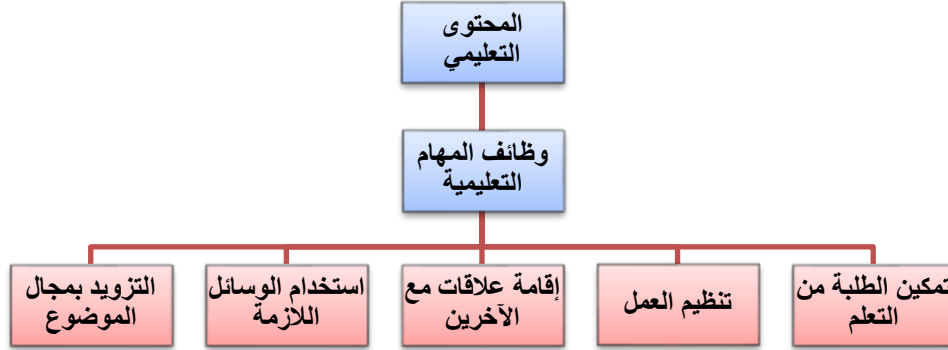 المحتوى
التعليمي
وظائف المهام
التعليمية
تمكين الطلبة من
التعلم
تنظيم العمل
إقامة علاقات مع
الآخرين
استخدام الوسائل
اللازمة
التزويد بمجال
الموضوع